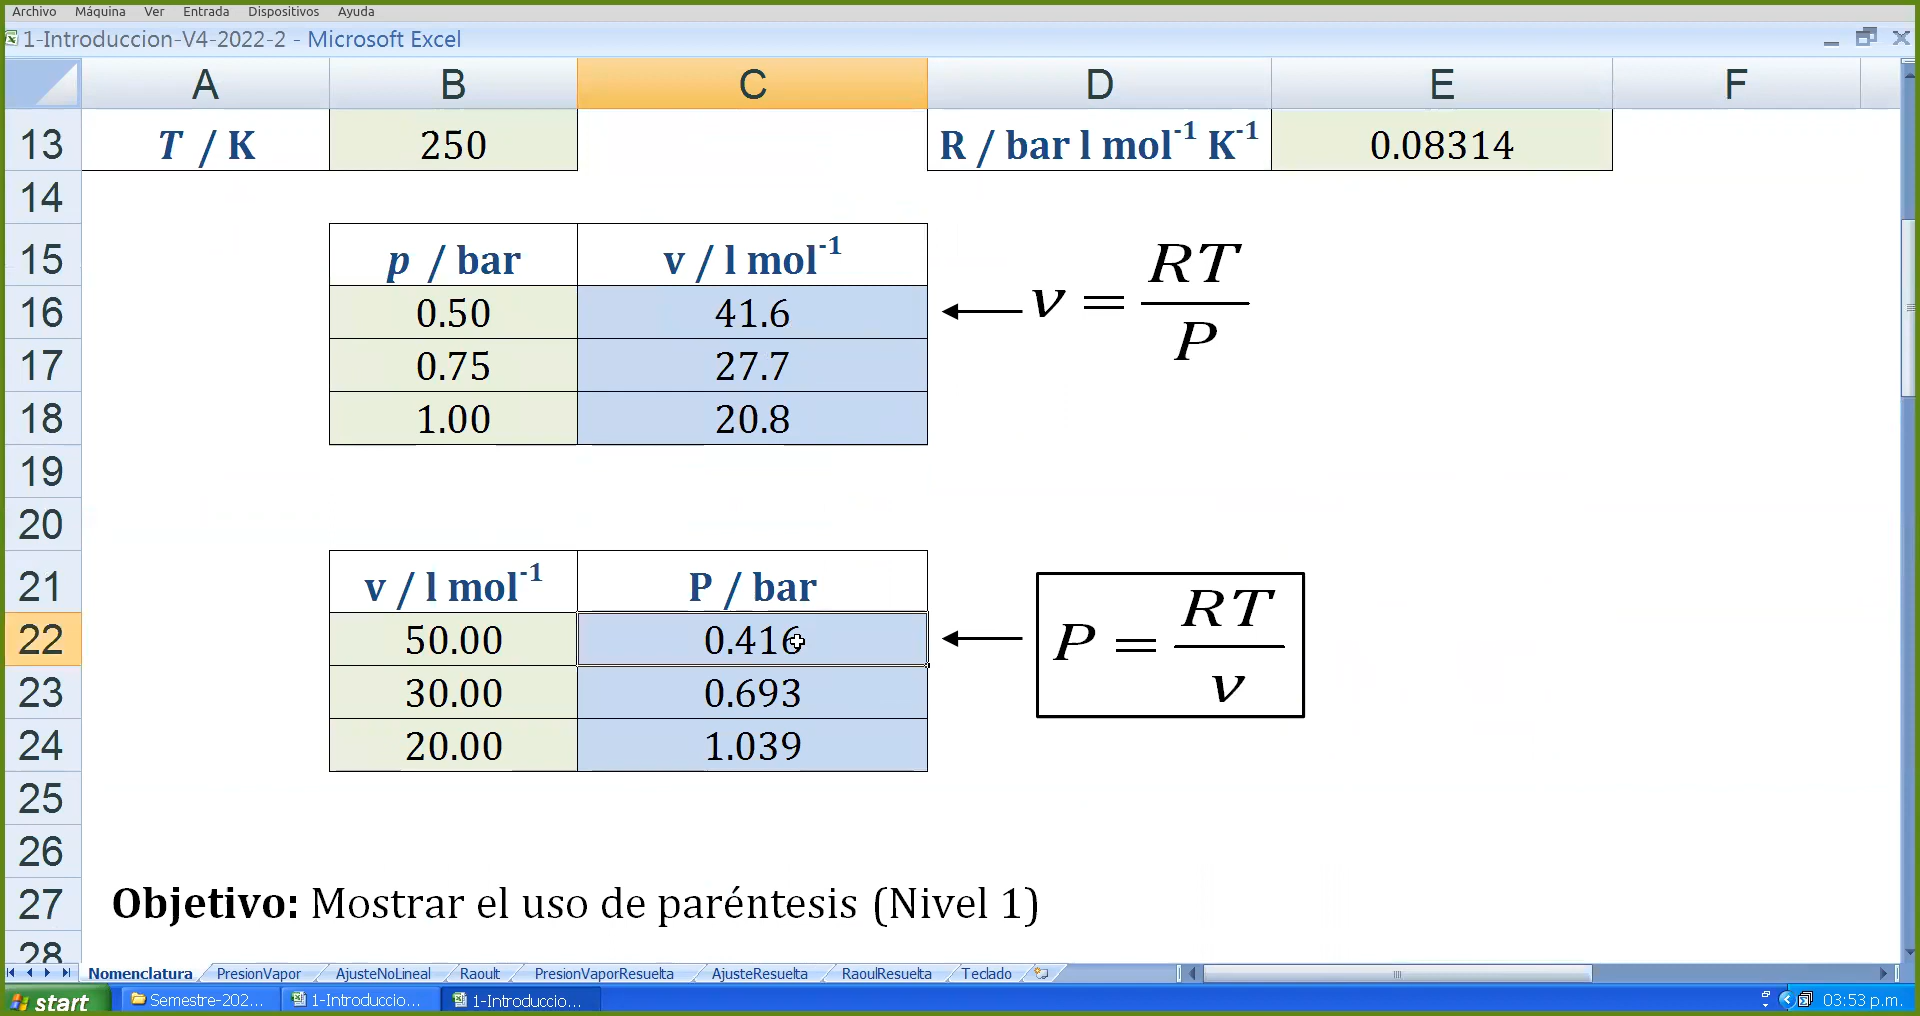 Archivo Máquina Ver Entrada Dispositivos Ayuda
1-Introduccion-V4-2022-2 - Microsoft Excel
A B C D E F
13 T / K 250 R / bar l mol⁻¹ K⁻¹ 0.08314
14
15 p / bar v / l mol⁻¹
16 0.50 41.6
17 0.75 27.7
18 1.00 20.8
v = RT / P
19
20
21 v / l mol⁻¹ P / bar
22 50.00 0.416
23 30.00 0.693
24 20.00 1.039
P = RT / v
25
26
27 Objetivo: Mostrar el uso de paréntesis (Nivel 1)
28
Nomenclatura PresionVapor AjusteNoLineal Raoult PresionVaporResuelta AjusteResuelta RaoulResuelta Teclado
start Semestre-202... 1-Introduccio... 1-Introduccio... 03:53 p.m.